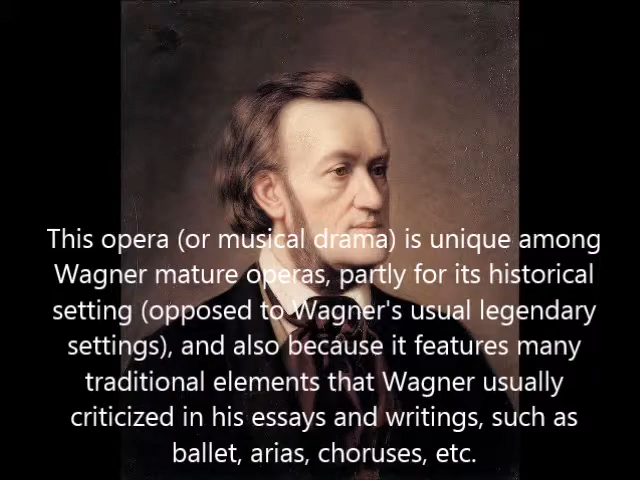 This opera (or musical drama) is unique among
Wagner mature operas, partly for its historical
setting (opposed to Wagner's usual legendary
settings), and also because it features many
traditional elements that Wagner usually
criticized in his essays and writings, such as
ballet, arias, choruses, etc.